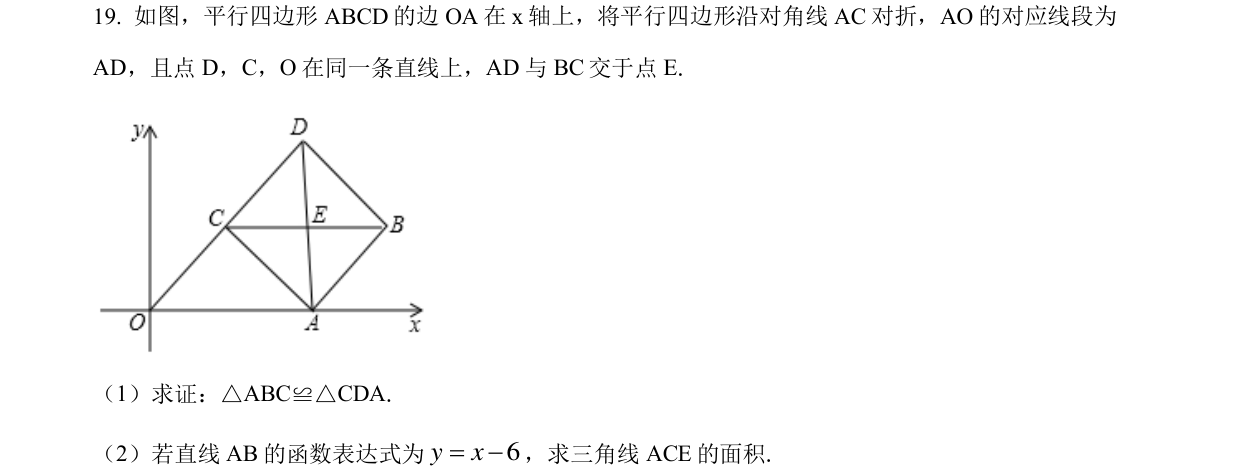 19. 如图，平行四边形 ABCD 的边 OA 在 x 轴上，将平行四边形沿对角线 AC 对折，AO 的对应线段为
AD，且点 D，C，O 在同一条直线上，AD 与 BC 交于点 E.
y
D
C
E
B
O
A
x
（1）求证：△ABC≌△CDA.
（2）若直线 AB 的函数表达式为 y = x − 6，求三角线 ACE 的面积.